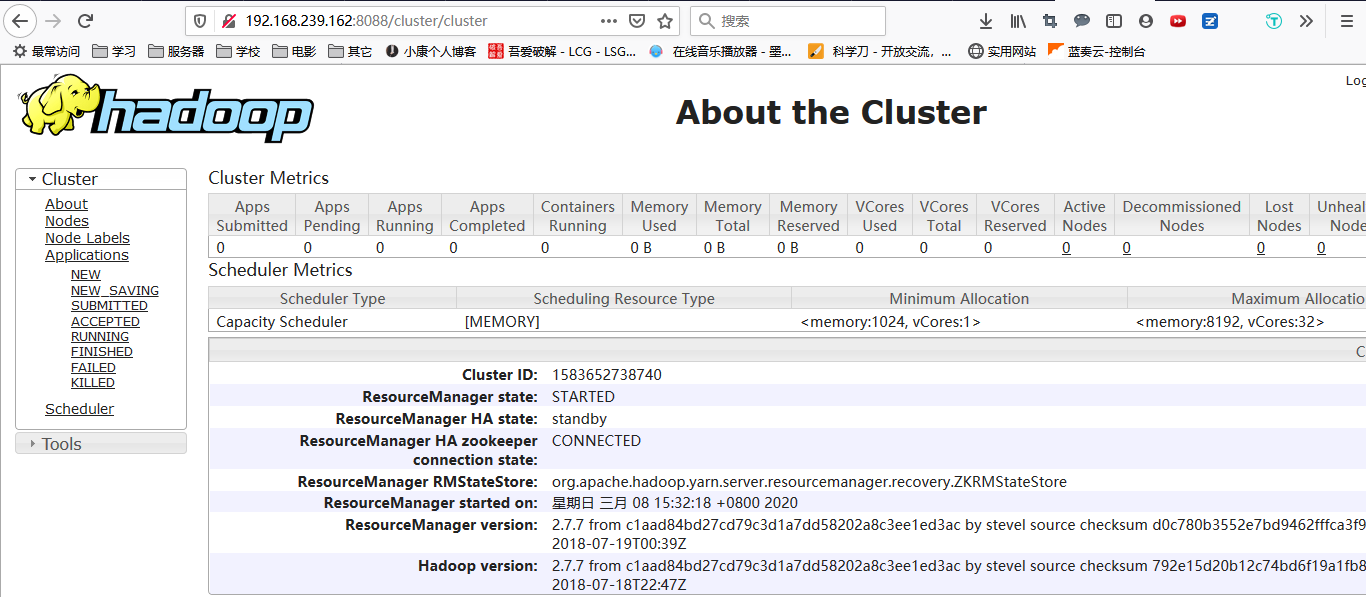 192.168.239.162:8088/cluster/cluster
搜索
最常访问 学习 服务器 学校 电影 其它 小康个人博客 吾爱破解 - LCG - LSG... 在线音乐播放器 - 墨... 科学刀 - 开放交流，... 实用网站 蓝奏云-控制台
hadoop
About the Cluster
Log
Cluster
About
Nodes
Node Labels
Applications
NEW
NEW_SAVING
SUBMITTED
ACCEPTED
RUNNING
FINISHED
FAILED
KILLED
Scheduler
Tools
Cluster Metrics
Apps Submitted Apps Pending Apps Running Apps Completed Containers Running Memory Used Memory Total Memory Reserved VCores Used VCores Total VCores Reserved Active Nodes Decommissioned Nodes Lost Nodes Unheal Node
0 0 0 0 0 0 B 0 B 0 B 0 0 0 0 0 0 0
Scheduler Metrics
Scheduler Type Scheduling Resource Type Minimum Allocation Maximum Allocatio
Capacity Scheduler [MEMORY] <memory:1024, vCores:1> <memory:8192, vCores:32>
C
Cluster ID: 1583652738740
ResourceManager state: STARTED
ResourceManager HA state: standby
ResourceManager HA zookeeper CONNECTED
connection state:
ResourceManager RMStateStore: org.apache.hadoop.yarn.server.resourcemanager.recovery.ZKRMStateStore
ResourceManager started on: 星期日 三月 08 15:32:18 +0800 2020
ResourceManager version: 2.7.7 from c1aad84bd27cd79c3d1a7dd58202a8c3ee1ed3ac by stevel source checksum d0c780b3552e7bd9462fffca3f9
2018-07-19T00:39Z
Hadoop version: 2.7.7 from c1aad84bd27cd79c3d1a7dd58202a8c3ee1ed3ac by stevel source checksum 792e15d20b12c74bd6f19a1fb8
2018-07-18T22:47Z